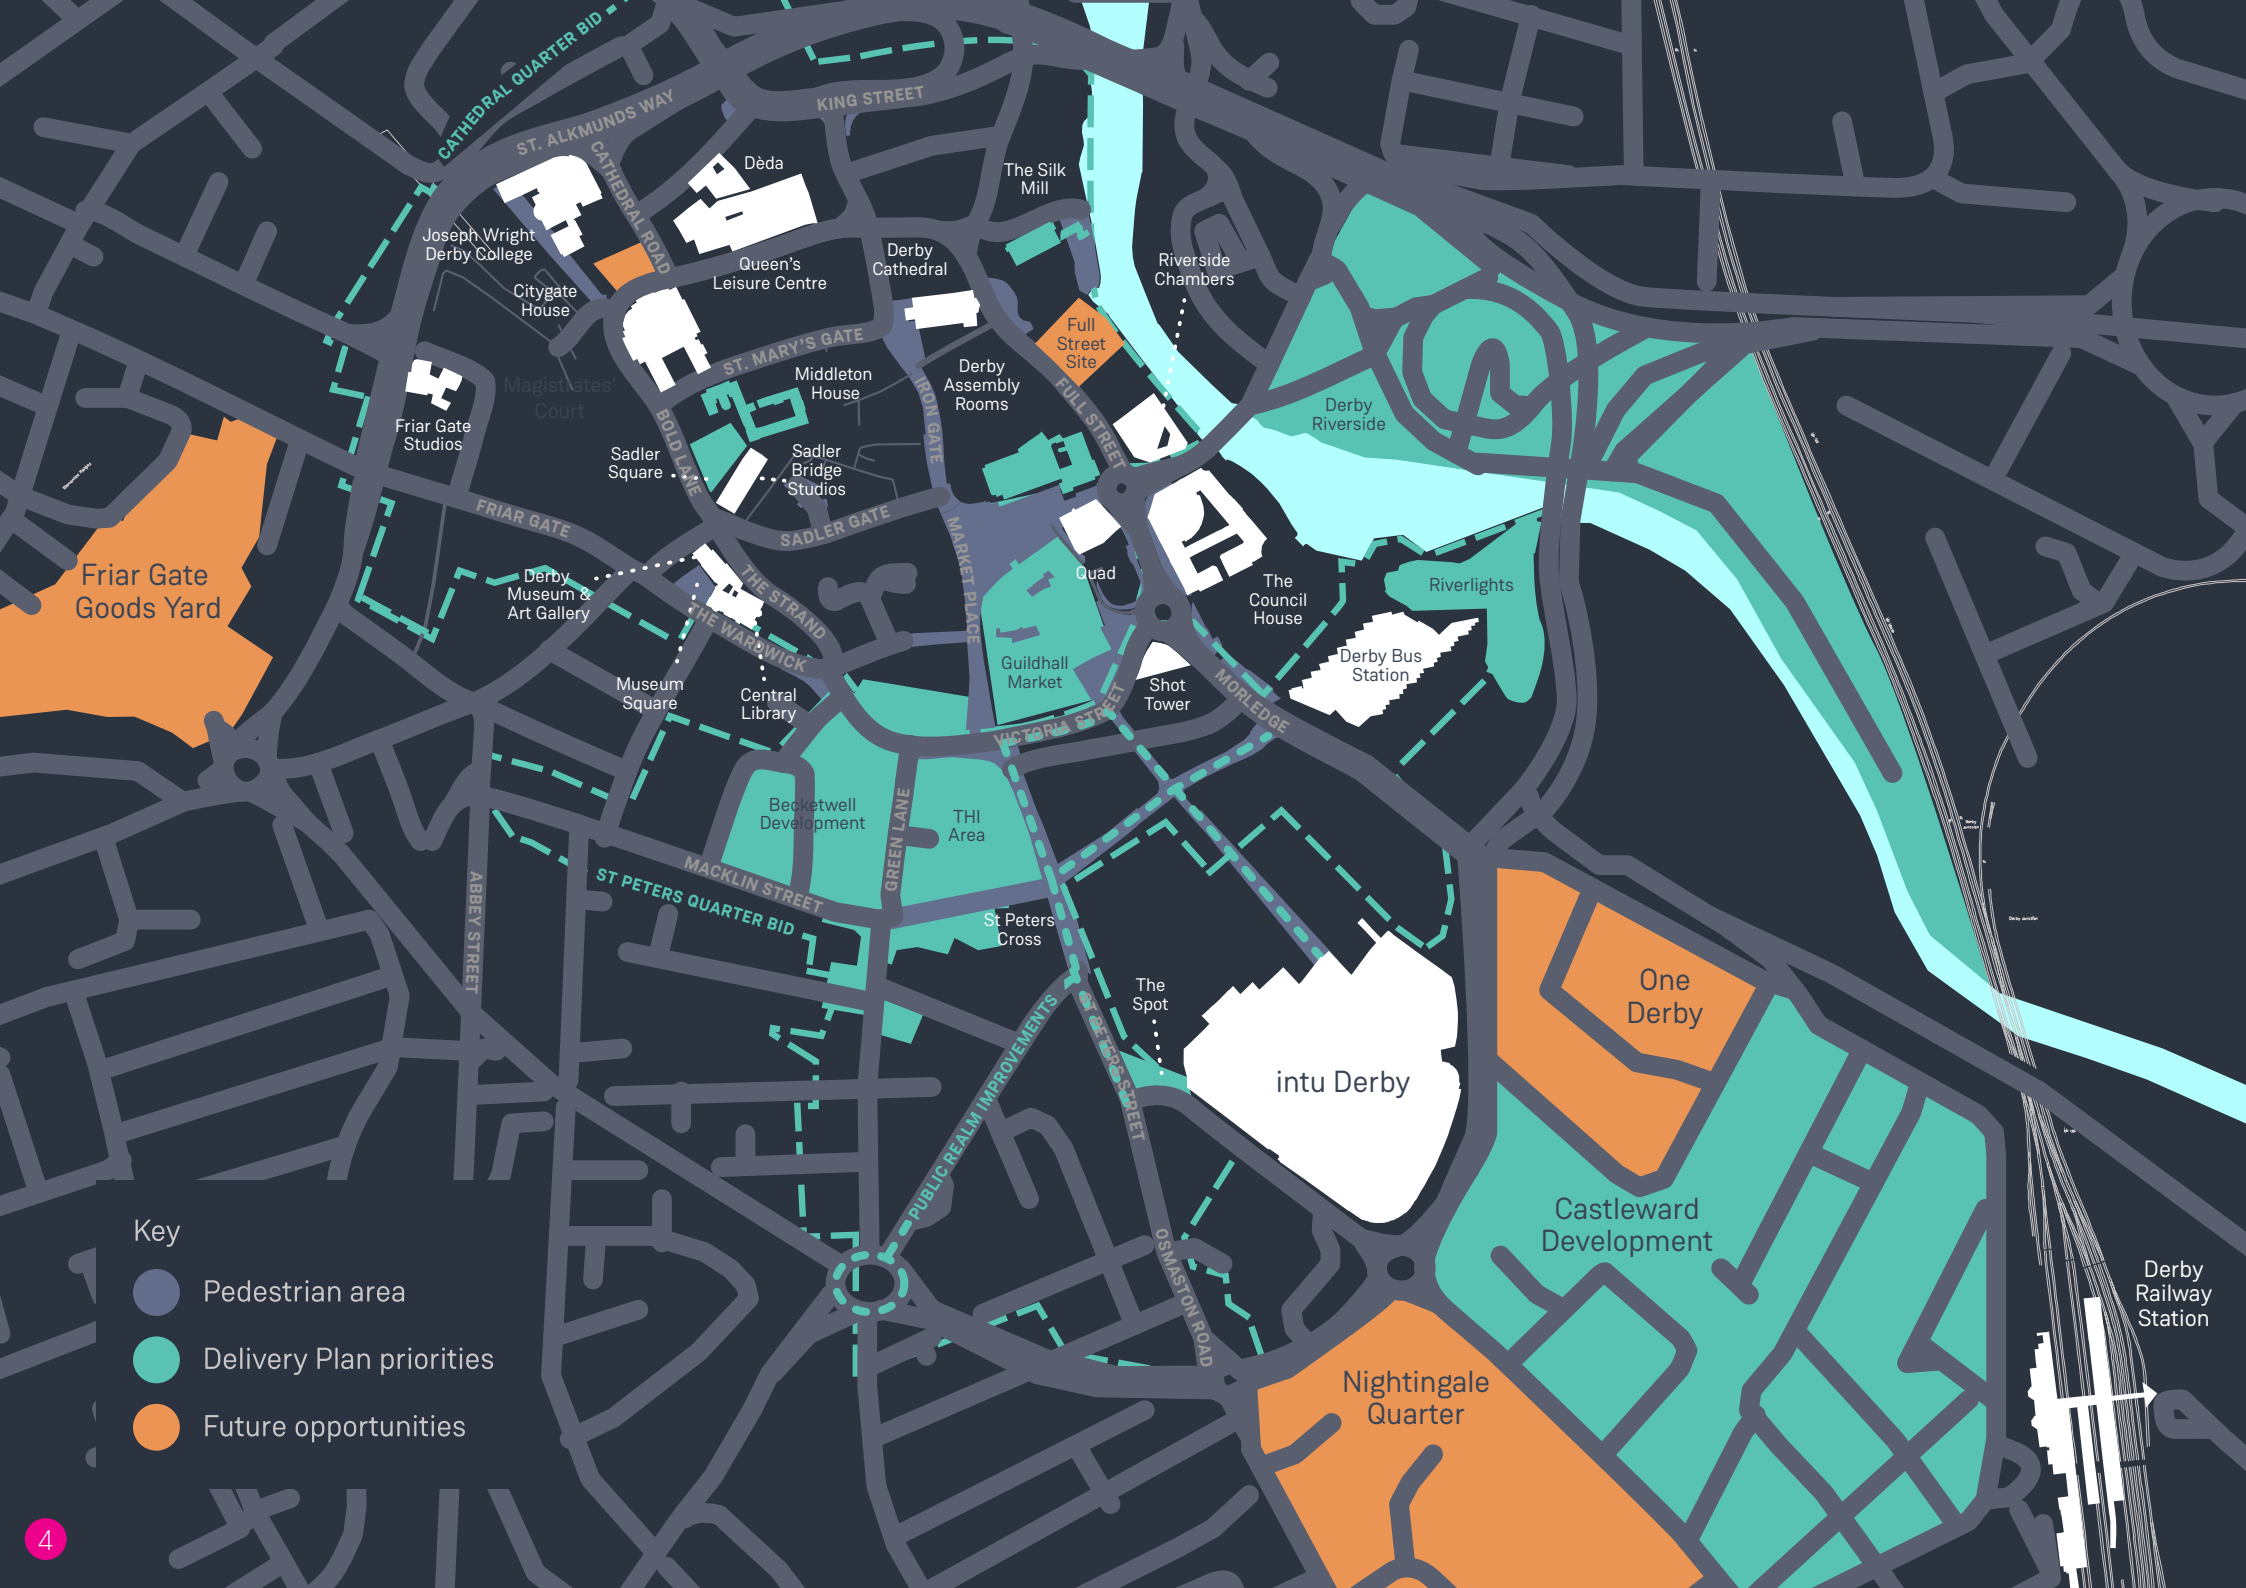 CATHEDRAL QUARTER BID
ST. ALKMUNDS WAY
KING STREET
CATHEDRAL ROAD
Dèda
The Silk
Mill
Joseph Wright
Derby College
Citygate
House
Queen's
Leisure Centre
Derby
Cathedral
Riverside
Chambers
Full
Street
Site
ST. MARY'S GATE
Middleton
House
Derby
Assembly
Rooms
IRON GATE
FULL STREET
Magistrates'
Court
Friar Gate
Studios
BOLD LANE
Sadler
Square
Sadler
Bridge
Studios
Derby
Riverside
FRIAR GATE
SADLER GATE
MARKET PLACE
Friar Gate
Goods Yard
Derby
Museum &
Art Gallery
THE STRAND
THE WARDWICK
Quad
The
Council
House
Riverlights
Derby Bus
Station
Guildhall
Market
Museum
Square
Central
Library
Shot
Tower
MORLEDGE
VICTORIA STREET
Becketwell
Development
GREEN LANE
THI
Area
MACKLIN STREET
ST PETERS QUARTER BID
ABBEY STREET
St Peters
Cross
The
Spot
ST PETERS STREET
PUBLIC REALM IMPROVEMENTS
intu Derby
One
Derby
Castleward
Development
OSMASTON ROAD
Derby
Railway
Station
Nightingale
Quarter
Key
Pedestrian area
Delivery Plan priorities
Future opportunities
4